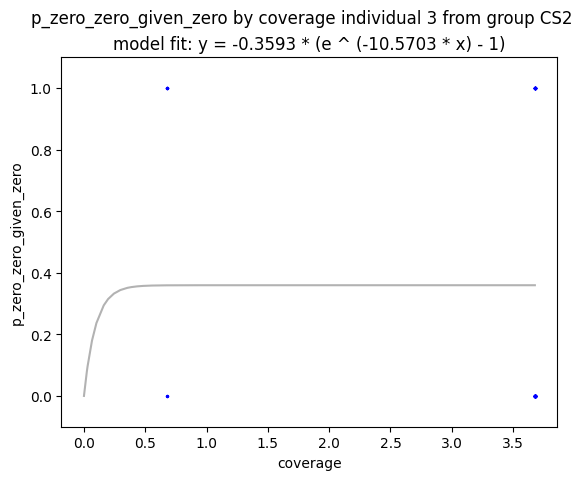 p_zero_zero_given_zero by coverage individual 3 from group CS2
model fit: y = -0.3593 * (e ^ (-10.5703 * x) - 1)
1.0
0.8
0.6
0.4
0.2
0.0
p_zero_zero_given_zero
0.0 0.5 1.0 1.5 2.0 2.5 3.0 3.5
coverage